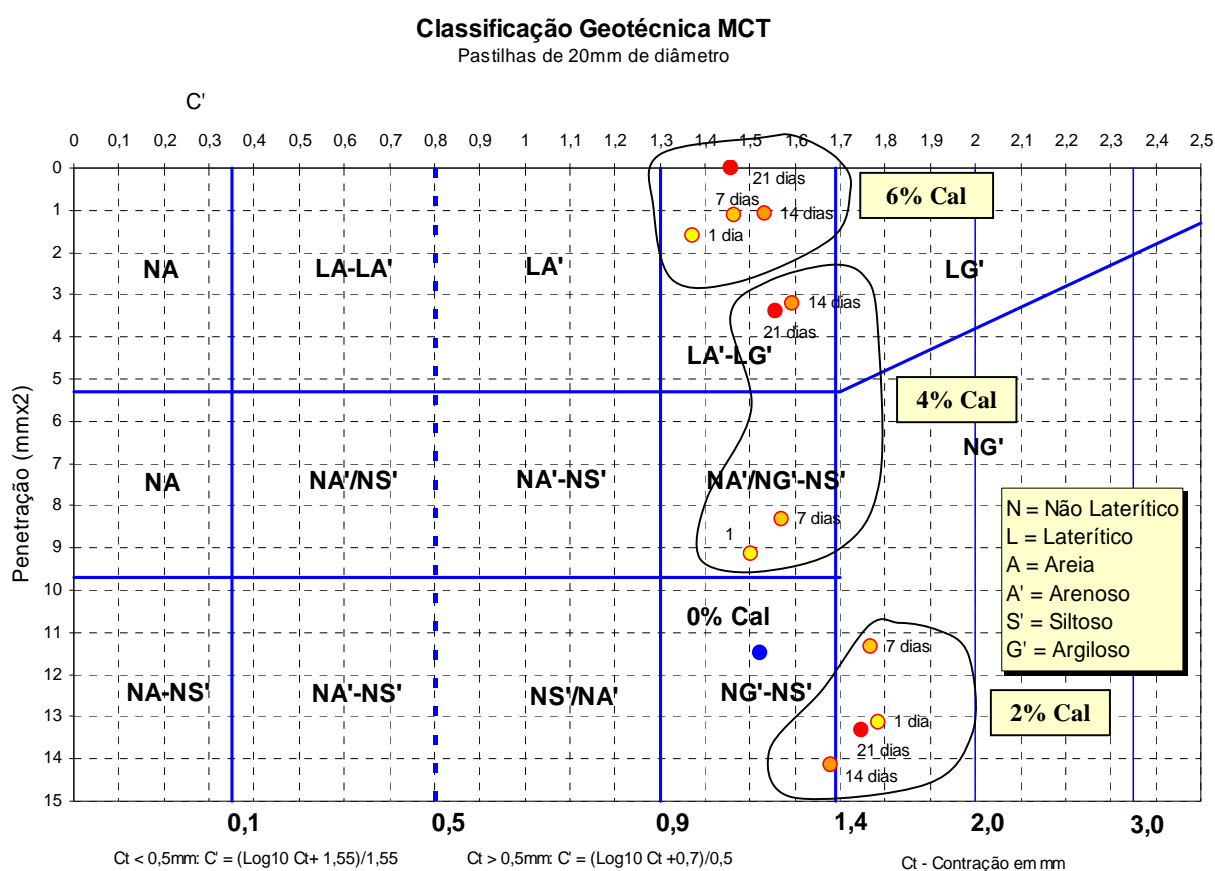 Classificação Geotécnica MCT
Pastilhas de 20mm de diâmetro
C'
0 0,1 0,2 0,3 0,4 0,5 0,6 0,7 0,8 0,9 1 1,1 1,2 1,3 1,4 1,5 1,6 1,7 1,8 1,9 2 2,1 2,2 2,3 2,4 2,5
0
1
2
3
4
5
6
7
8
9
10
11
12
13
14
15
Penetração (mmx2)
21 dias
7 dias
14 dias
1 dia
6% Cal
NA
LA-LA'
LA'
LG'
14 dias
21 dias
LA'-LG'
4% Cal
NG'
NA
NA'/NS'
NA'-NS'
NA'/NG'-NS'
7 dias
1
N = Não Laterítico
L = Laterítico
A = Areia
A' = Arenoso
S' = Siltoso
G' = Argiloso
0% Cal
7 dias
NA-NS'
NA'-NS'
NS'/NA'
NG'-NS'
1 dia
2% Cal
21 dias
14 dias
0,1 0,5 0,9 1,4 2,0 3,0
Ct < 0,5mm: C' = (Log10 Ct+ 1,55)/1,55
Ct > 0,5mm: C' = (Log10 Ct +0,7)/0,5
Ct - Contração em mm